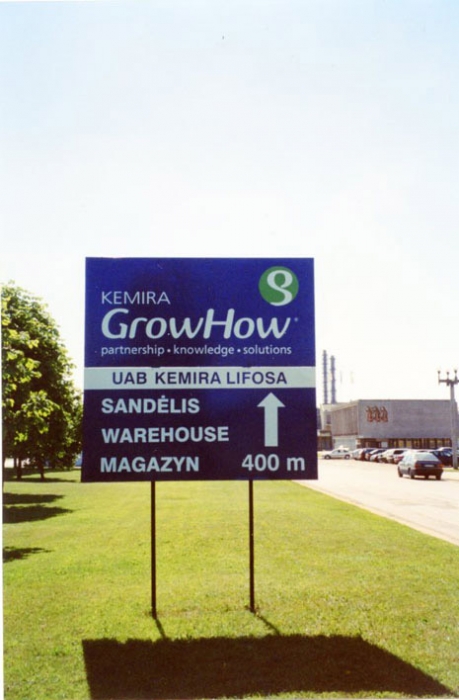 KEMIRA
GrowHow®
partnership • knowledge • solutions
UAB KEMIRA LIFOSA
SANDĖLIS
WAREHOUSE
MAGAZYN 400 m